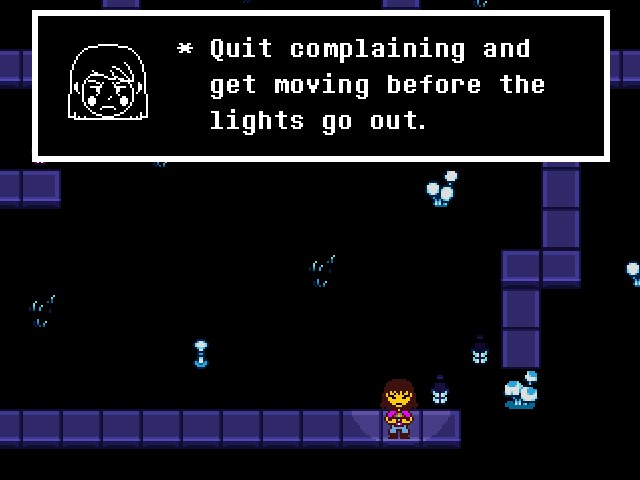 * Quit complaining and
get moving before the
lights go out.